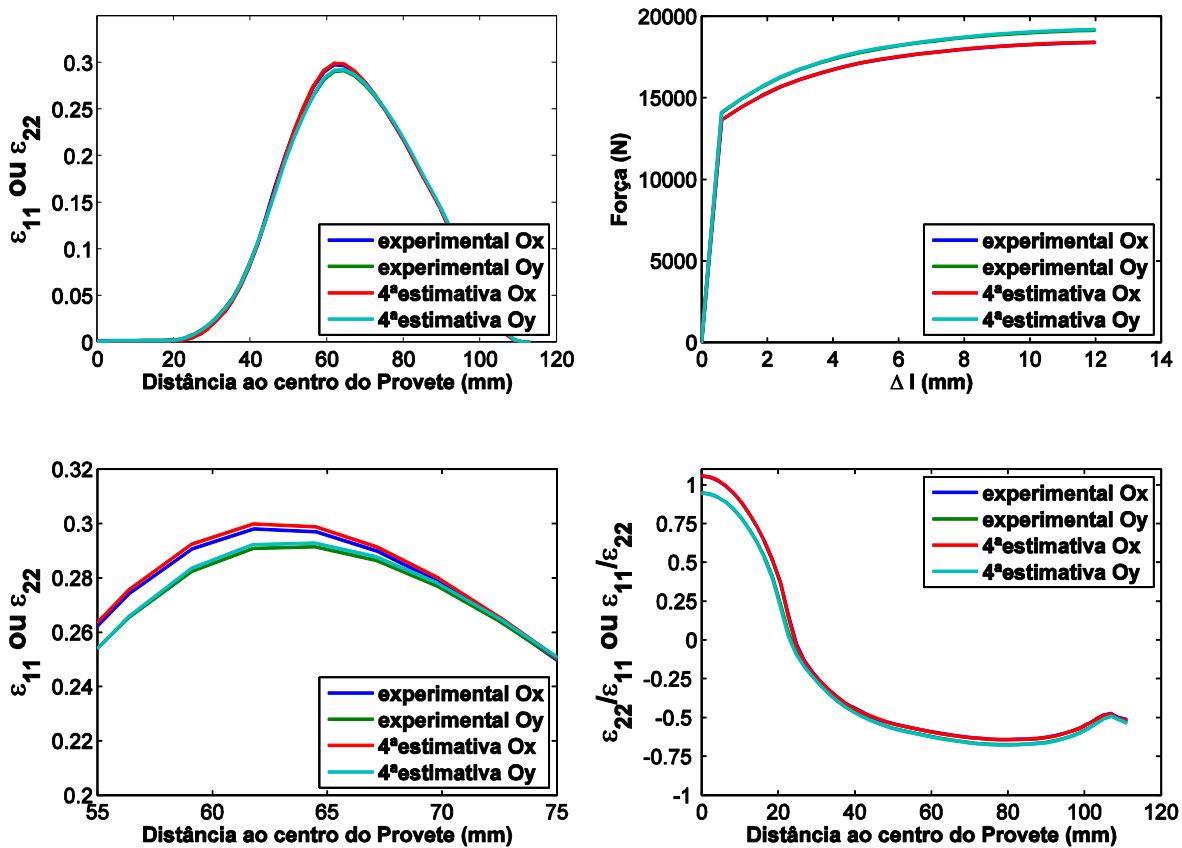 ε11 ou ε22
0.3
0.25
0.2
0.15
0.1
0.05
0
experimental Ox
experimental Oy
4ªestimativa Ox
4ªestimativa Oy
0 20 40 60 80 100 120
Distância ao centro do Provete (mm)
Força (N)
20000
15000
10000
5000
0
experimental Ox
experimental Oy
4ªestimativa Ox
4ªestimativa Oy
0 2 4 6 8 10 12 14
Δ l (mm)
ε11 ou ε22
0.32
0.3
0.28
0.26
0.24
0.22
0.2
experimental Ox
experimental Oy
4ªestimativa Ox
4ªestimativa Oy
55 60 65 70 75
Distância ao centro do Provete (mm)
ε22/ε11 ou ε11/ε22
1
0.75
0.5
0.25
0
-0.25
-0.5
-0.75
-1
experimental Ox
experimental Oy
4ªestimativa Ox
4ªestimativa Oy
0 20 40 60 80 100 120
Distância ao centro do Provete (mm)